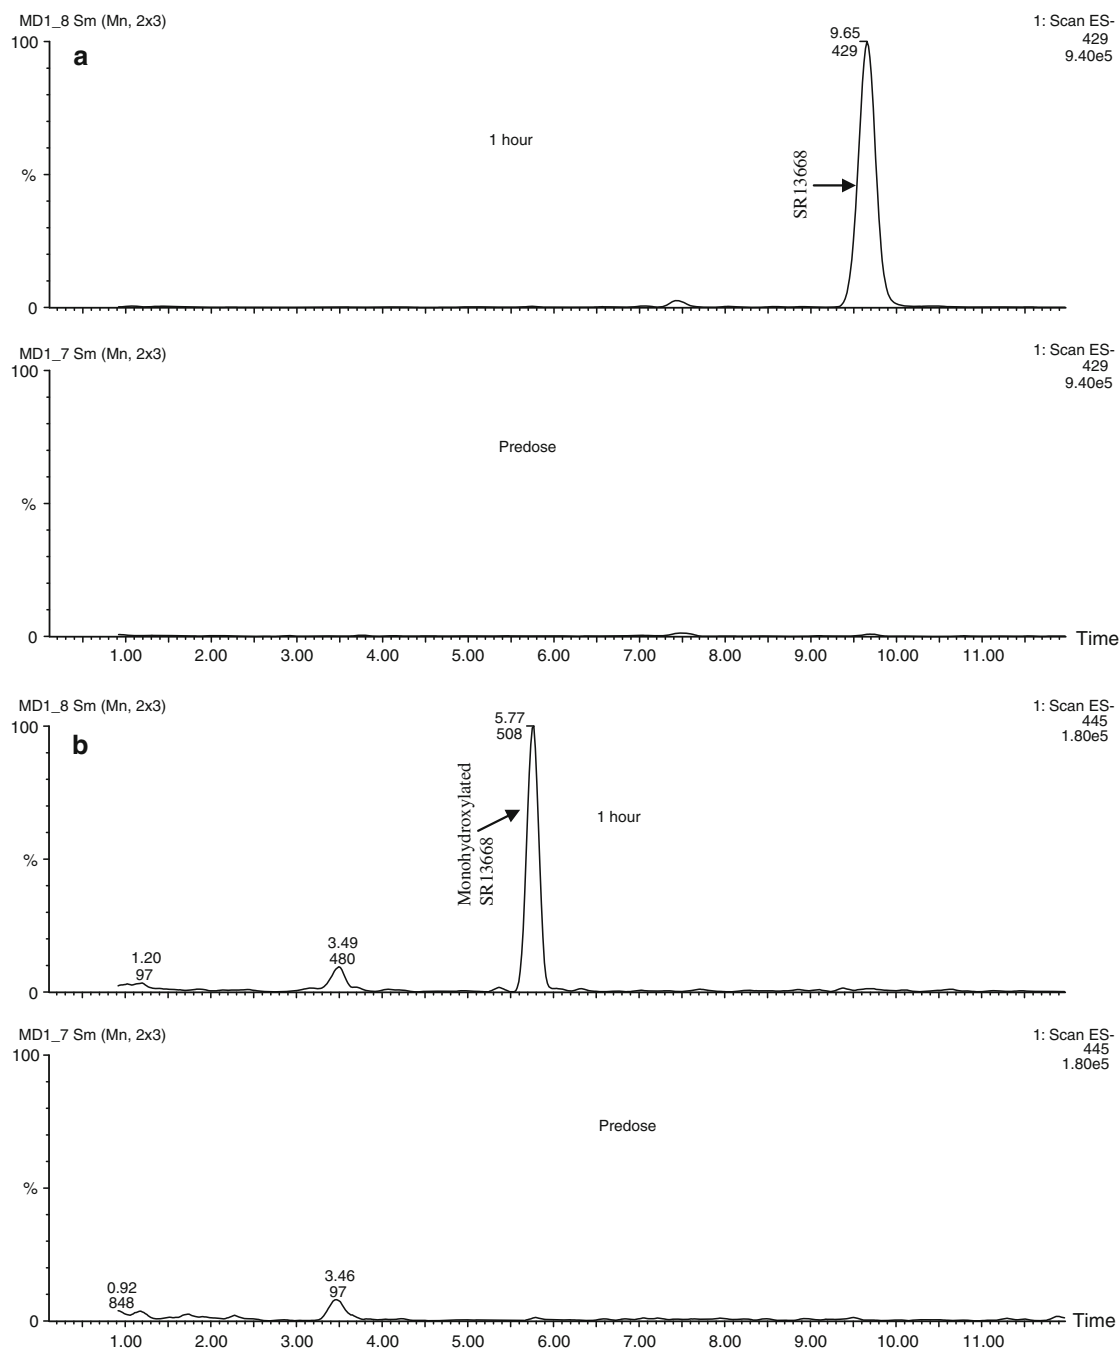 MD1_8 Sm (Mn, 2x3)
1: Scan ES-
429
9.40e5
100
a
9.65
429
1 hour
SR13668
%
0
MD1_7 Sm (Mn, 2x3)
1: Scan ES-
429
9.40e5
100
Predose
%
0
Time
1.00 2.00 3.00 4.00 5.00 6.00 7.00 8.00 9.00 10.00 11.00
MD1_8 Sm (Mn, 2x3)
1: Scan ES-
445
1.80e5
100
b
5.77
508
Monohydroxylated
SR13668
1 hour
%
1.20
97
3.49
480
0
MD1_7 Sm (Mn, 2x3)
1: Scan ES-
445
1.80e5
100
Predose
%
0.92
848
3.46
97
0
Time
1.00 2.00 3.00 4.00 5.00 6.00 7.00 8.00 9.00 10.00 11.00